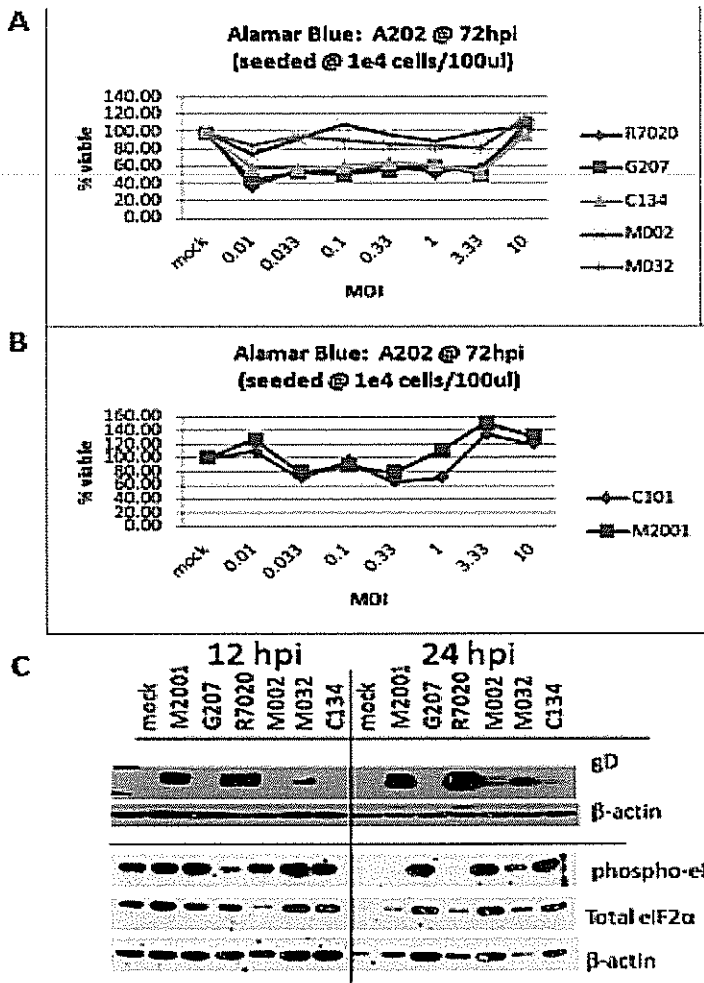 A
Alamar Blue: A202 @ 72hpi
(seeded @ 1e4 cells/100ul)
% viable
140.00
120.00
100.00
80.00
60.00
40.00
20.00
0.00
mock
0.01
0.033
0.1
0.33
1
3.33
10
MOI
R7020
G207
C134
M002
M032
B
Alamar Blue: A202 @ 72hpi
(seeded @ 1e4 cells/100ul)
% viable
160.00
140.00
120.00
100.00
80.00
60.00
40.00
20.00
0.00
mock
0.01
0.033
0.1
0.33
1
3.33
10
MOI
C101
M2001
C
12 hpi
24 hpi
mock
M2001
G207
R7020
M002
M032
C134
mock
M2001
G207
R7020
M002
M032
C134
gD
β-actin
phospho-eI
Total eIF2α
β-actin